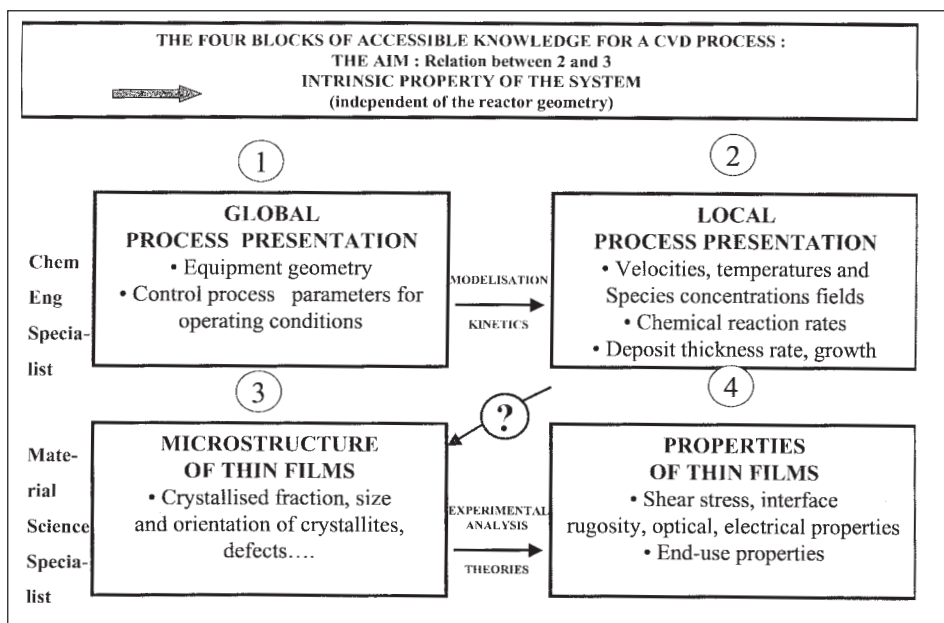 THE FOUR BLOCKS OF ACCESSIBLE KNOWLEDGE FOR A CVD PROCESS :
THE AIM : Relation between 2 and 3
INTRINSIC PROPERTY OF THE SYSTEM
(independent of the reactor geometry)
1
2
Chem
Eng
Specia-
list
GLOBAL
PROCESS PRESENTATION
• Equipment geometry
• Control process parameters for
operating conditions
MODELISATION
KINETICS
LOCAL
PROCESS PRESENTATION
• Velocities, temperatures and
Species concentrations fields
• Chemical reaction rates
• Deposit thickness rate, growth
3
?
4
Mate-
rial
Science
Specia-
list
MICROSTRUCTURE
OF THIN FILMS
• Crystallised fraction, size
and orientation of crystallites,
defects….
EXPERIMENTAL
ANALYSIS
THEORIES
PROPERTIES
OF THIN FILMS
• Shear stress, interface
rugosity, optical, electrical properties
• End-use properties